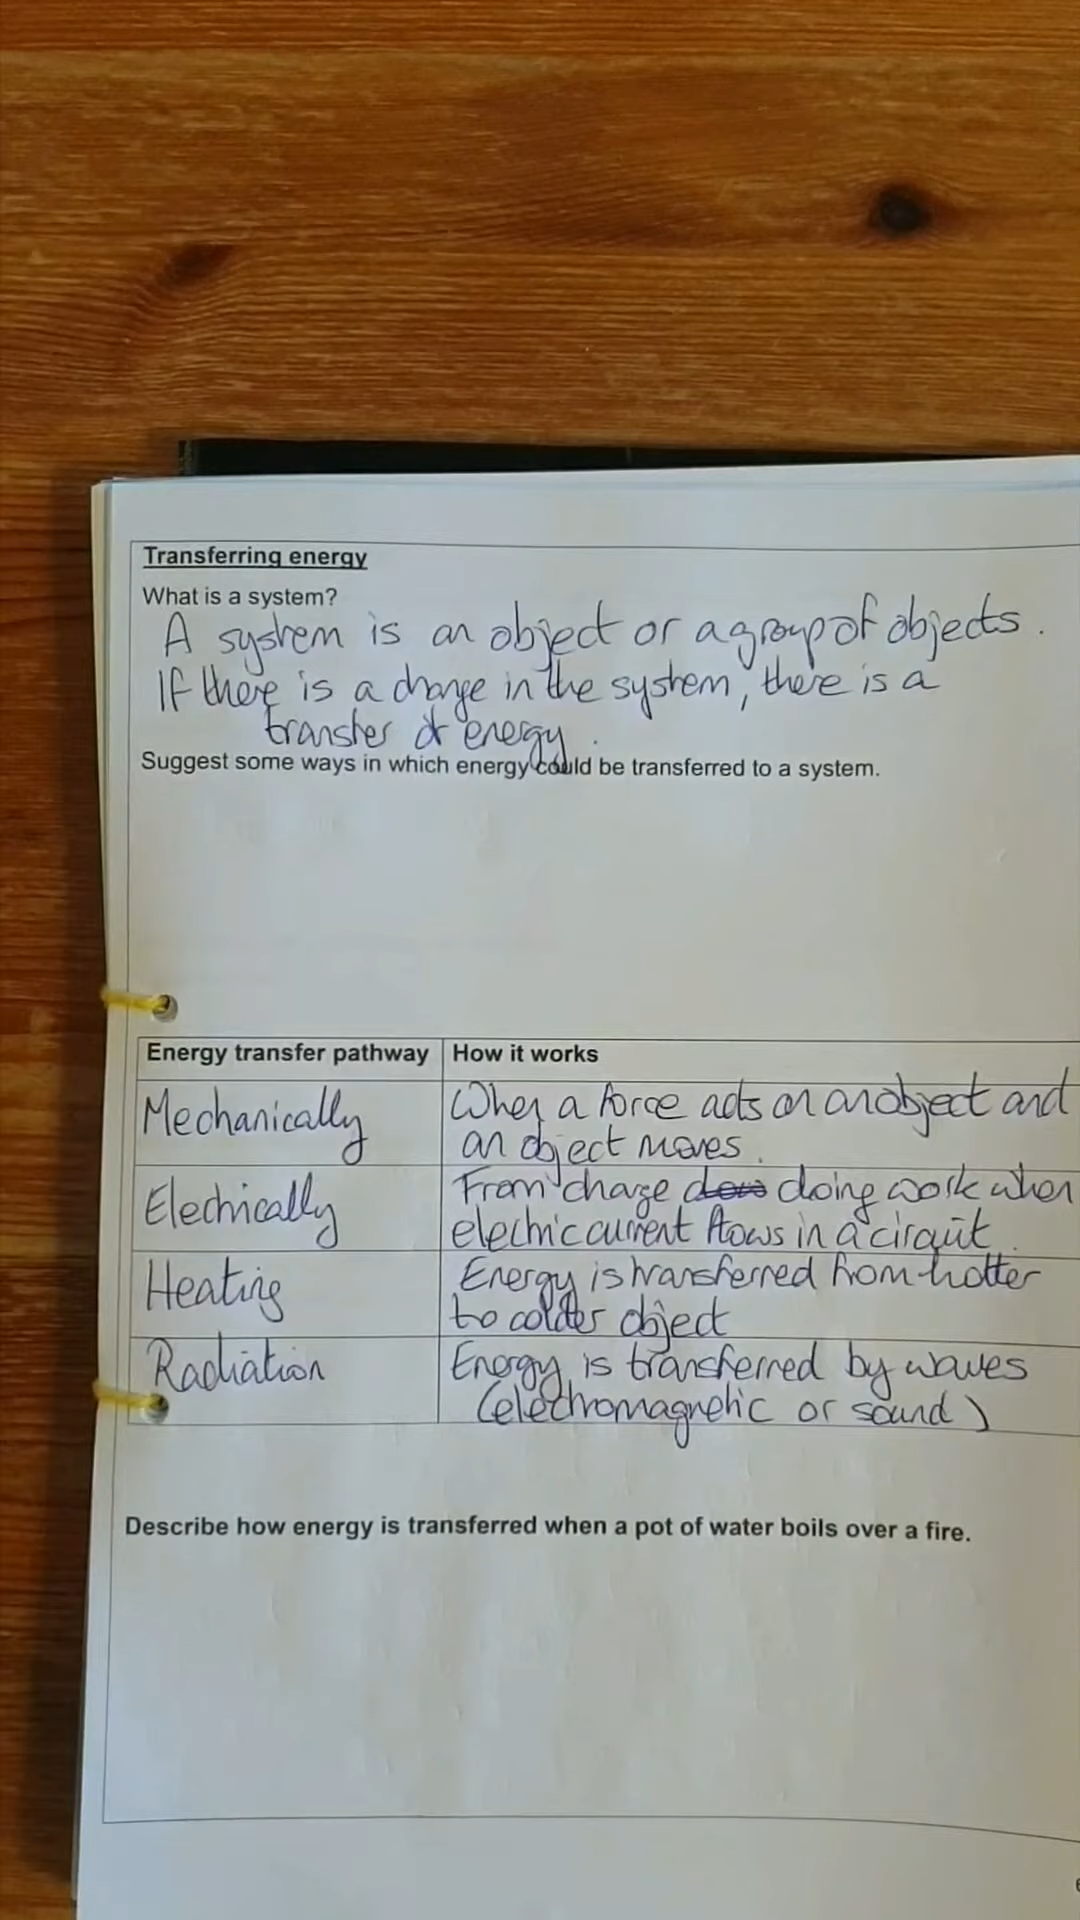 Transferring energy
What is a system?
A system is an object or a group of objects.
If there is a change in the system, there is a
transfer of energy.
Suggest some ways in which energy could be transferred to a system.
Energy transfer pathway How it works
Mechanically When a force acts on an object and
an object moves.
Electrically From charge doing work when
electric current flows in a circuit.
Heating Energy is transferred from hotter
to colder object
Radiation Energy is transferred by waves
(electromagnetic or sound)
Describe how energy is transferred when a pot of water boils over a fire.